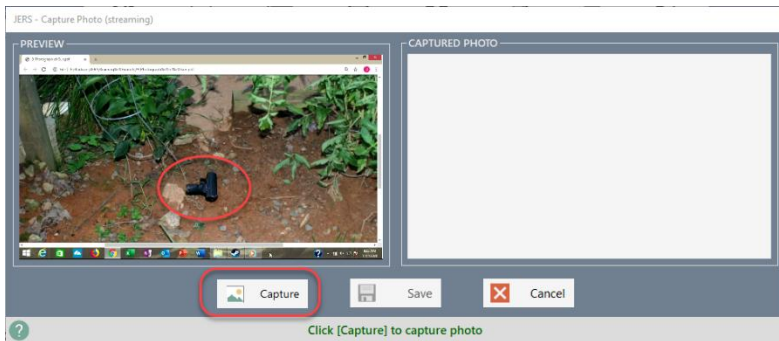 JERS - Capture Photo (streaming)
PREVIEW
CAPTURED PHOTO
Capture
Save
Cancel
Click [Capture] to capture photo
?